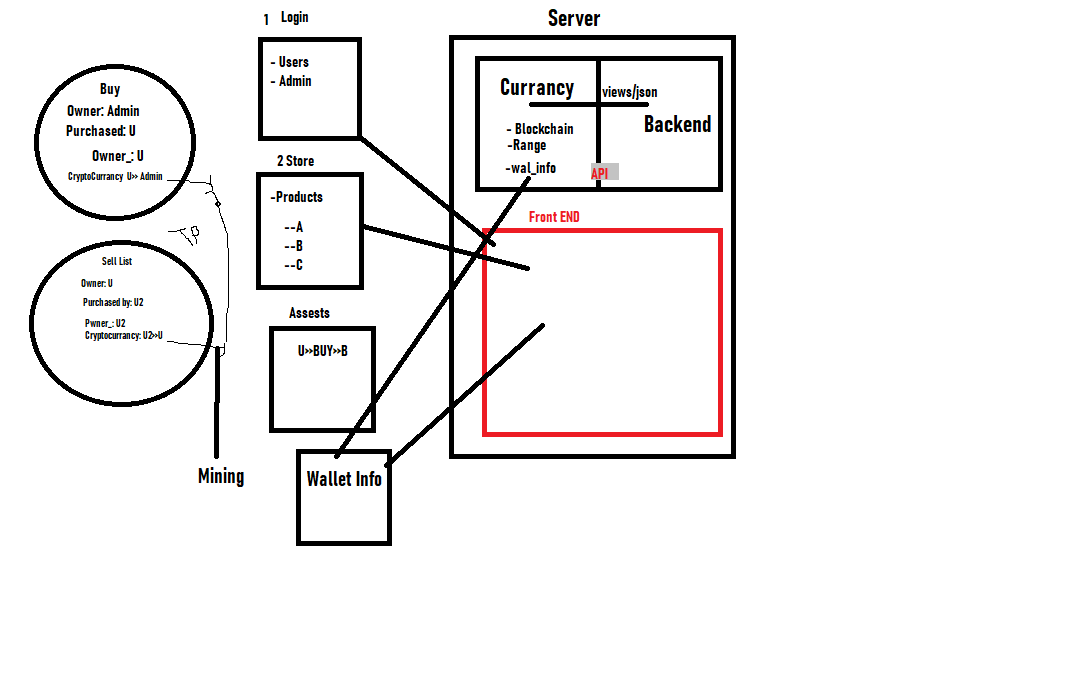 Server
1 Login
- Users
- Admin
Buy
Owner: Admin
Purchased: U
Owner_: U
CryptoCurrancy U>> Admin
Sell List
Owner: U
Purchased by: U2
Pwner_: U2
Cryptocurrancy: U2>>U
Mining
2 Store
-Products
--A
--B
--C
Assests
U>>BUY>>B
Wallet Info
Currancy
views/json
Backend
- Blockchain
-Range
-wal_info
API
Front END